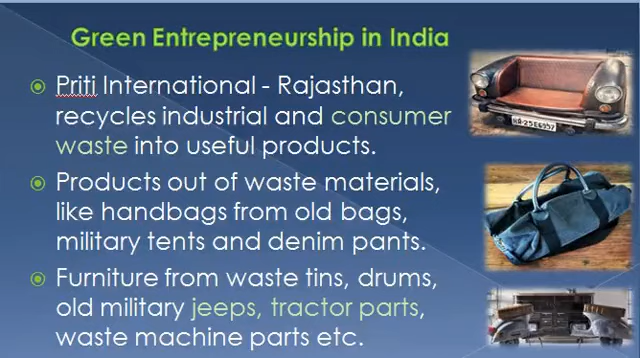 Green Entrepreneurship in India
Priti International - Rajasthan,
recycles industrial and consumer
waste into useful products.
Products out of waste materials,
like handbags from old bags,
military tents and denim pants.
Furniture from waste tins, drums,
old military jeeps, tractor parts,
waste machine parts etc.